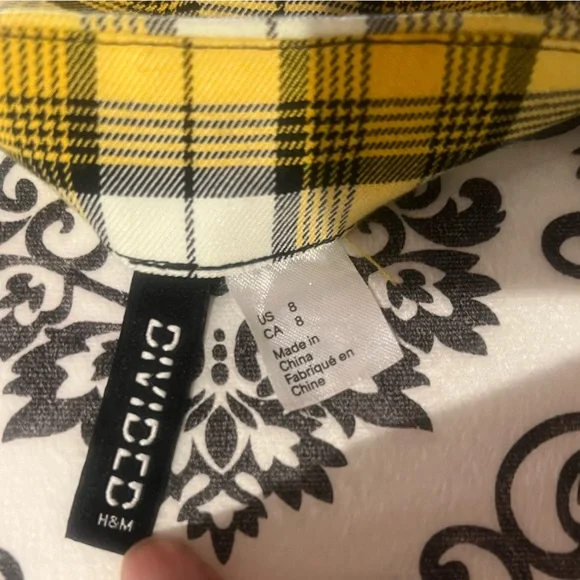 DIVIDED
H&M
US 8
CA 8
Made in
China
Fabriqué en
Chine